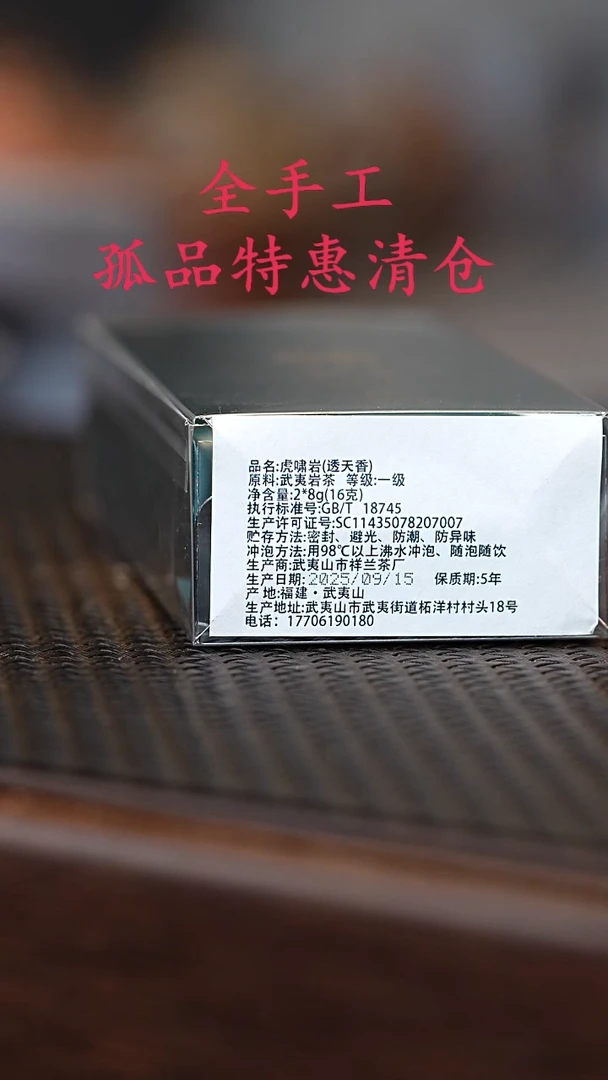 全手工
孤品特惠清仓
品名:虎啸岩(透天香)
原料:武夷岩茶 等级:一级
净含量:2*8g(16克)
执行标准号:GB/T 18745
生产许可证号:SC11435078207007
贮存方法:密封、避光、防潮、防异味
冲泡方法:用98℃以上沸水冲泡、随泡随饮
生产商:武夷山市祥兰茶厂
生产日期:2025/09/15 保质期:5年
产地:福建·武夷山
生产地址:武夷山市武夷街道柘洋村村头18号
电话：17706190180